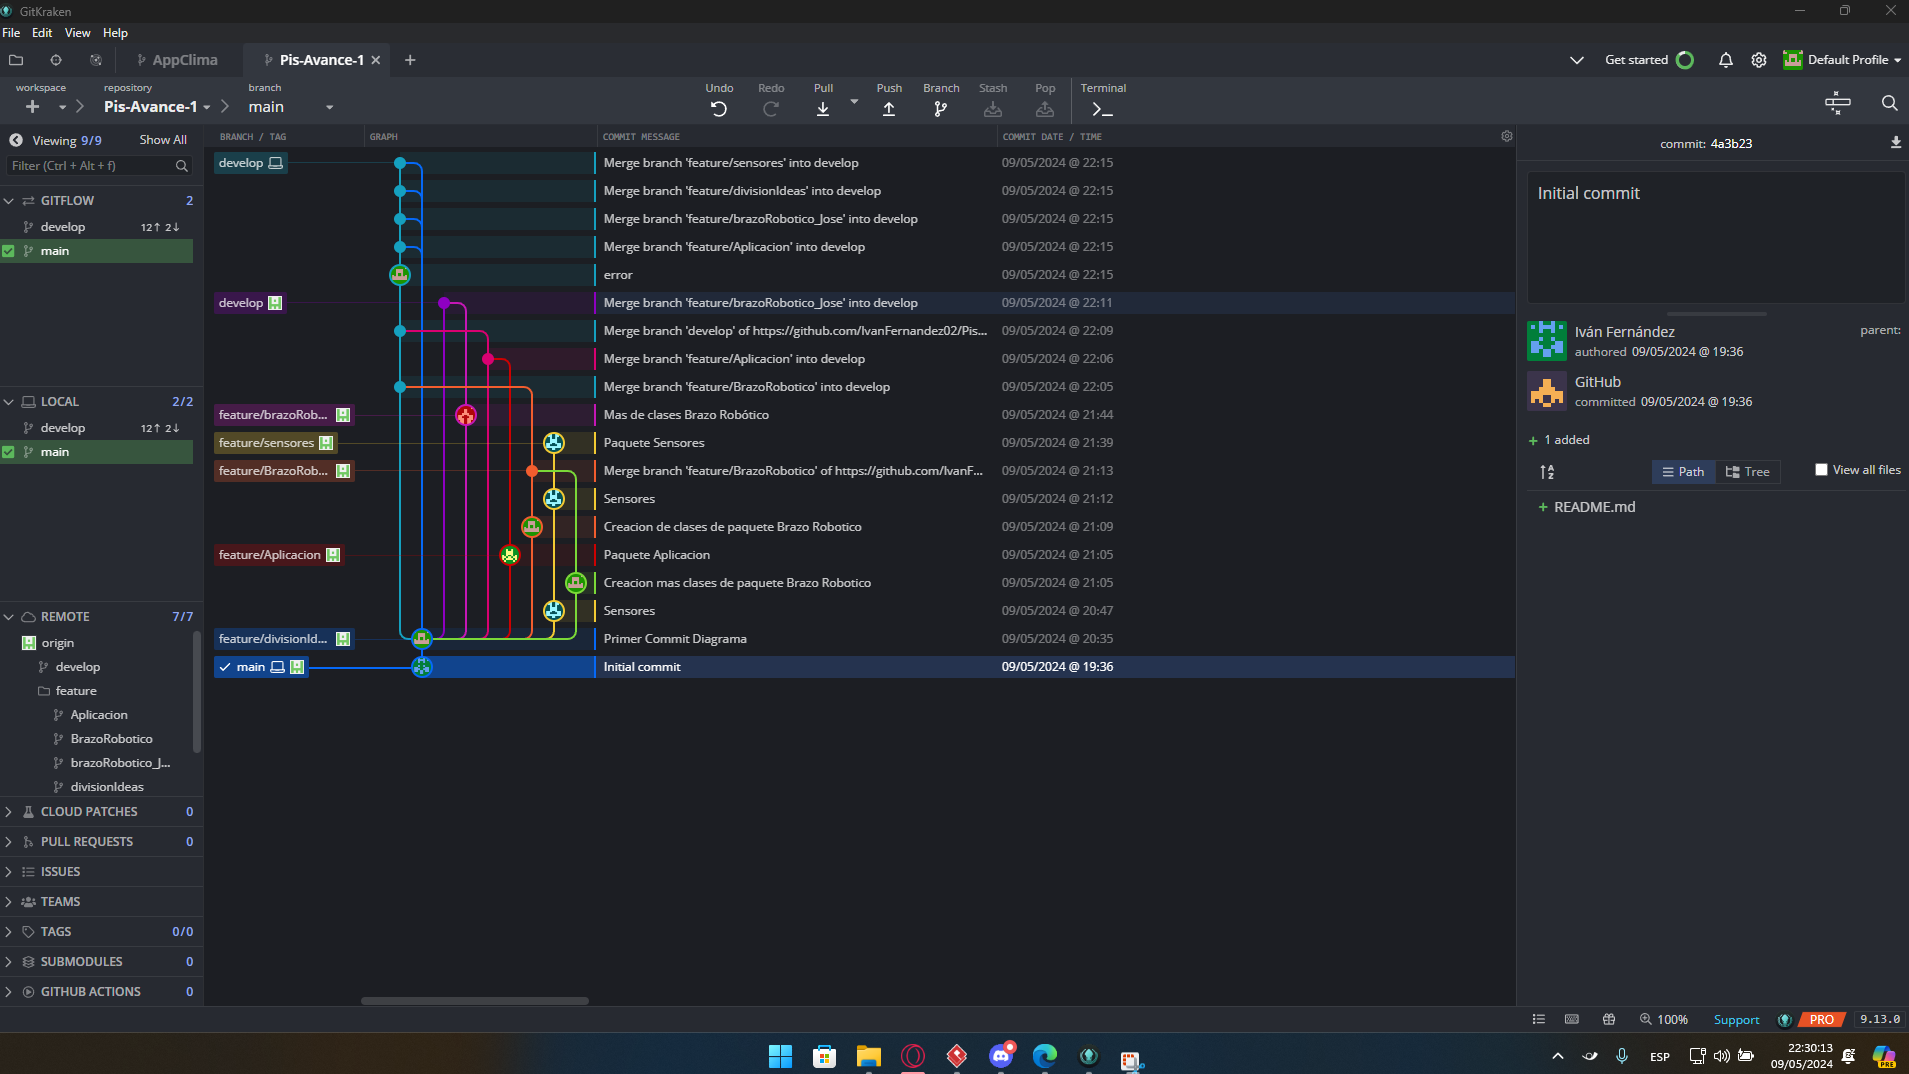 GitKraken
File Edit View Help
AppClima
Pis-Avance-1
Get started
Default Profile
workspace
repository
Pis-Avance-1
branch
main
Undo
Redo
Pull
Push
Branch
Stash
Pop
Terminal
Viewing 9/9 Show All
Filter (Ctrl + Alt + f)
GITFLOW 2
develop 12↑ 2↓
main
LOCAL 2/2
develop 12↑ 2↓
main
REMOTE 7/7
origin
develop
feature
Aplicacion
BrazoRobotico
brazoRobotico_J...
divisionIdeas
CLOUD PATCHES 0
PULL REQUESTS 0
ISSUES
TEAMS
TAGS 0/0
SUBMODULES 0
GITHUB ACTIONS 0
BRANCH / TAG GRAPH COMMIT MESSAGE COMMIT DATE / TIME
develop Merge branch 'feature/sensores' into develop 09/05/2024 @ 22:15
Merge branch 'feature/divisionIdeas' into develop 09/05/2024 @ 22:15
Merge branch 'feature/brazoRobotico_Jose' into develop 09/05/2024 @ 22:15
Merge branch 'feature/Aplicacion' into develop 09/05/2024 @ 22:15
error 09/05/2024 @ 22:15
develop Merge branch 'feature/brazoRobotico_Jose' into develop 09/05/2024 @ 22:11
Merge branch 'develop' of https://github.com/IvanFernandez02/Pis... 09/05/2024 @ 22:09
Merge branch 'feature/Aplicacion' into develop 09/05/2024 @ 22:06
Merge branch 'feature/BrazoRobotico' into develop 09/05/2024 @ 22:05
feature/brazoRob... Mas de clases Brazo Robótico 09/05/2024 @ 21:44
feature/sensores Paquete Sensores 09/05/2024 @ 21:39
feature/BrazoRob... Merge branch 'feature/BrazoRobotico' of https://github.com/IvanF... 09/05/2024 @ 21:13
Sensores 09/05/2024 @ 21:12
Creacion de clases de paquete Brazo Robotico 09/05/2024 @ 21:09
feature/Aplicacion Paquete Aplicacion 09/05/2024 @ 21:05
Creacion mas clases de paquete Brazo Robotico 09/05/2024 @ 21:05
Sensores 09/05/2024 @ 20:47
feature/divisionId... Primer Commit Diagrama 09/05/2024 @ 20:35
main Initial commit 09/05/2024 @ 19:36
commit: 4a3b23
Initial commit
Iván Fernández parent:
authored 09/05/2024 @ 19:36
GitHub
committed 09/05/2024 @ 19:36
+ 1 added
Path Tree View all files
+ README.md
100% Support PRO 9.13.0
ESP
22:30:13
09/05/2024
PRE